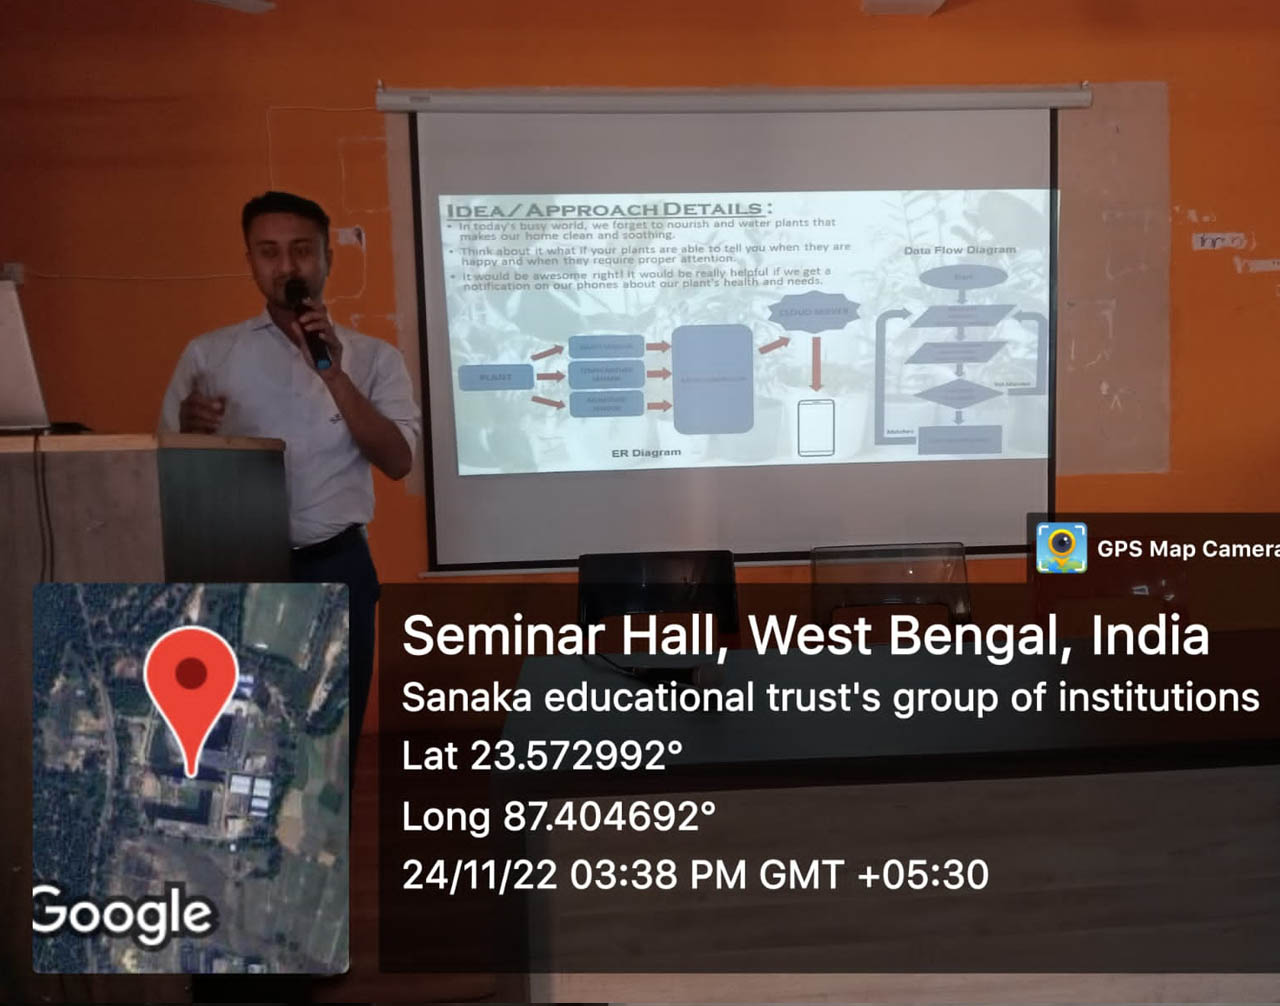 IDEA/APPROACH DETAILS:
• In today's busy world, we forget to nourish and water plants that
makes our home clean and soothing.
• Think about it what if your plants are able to tell you when they are
happy and when they require proper attention.
• It would be awesome right! it would be really helpful if we get a
notification on our phones about our plant's health and needs.
Data Flow Diagram
Start
CLOUD SERVER
PLANT
TEMPERATURE
SENSOR
Matches
ER Diagram
GPS Map Camera
Seminar Hall, West Bengal, India
Sanaka educational trust's group of institutions
Lat 23.572992°
Long 87.404692°
24/11/22 03:38 PM GMT +05:30
Google